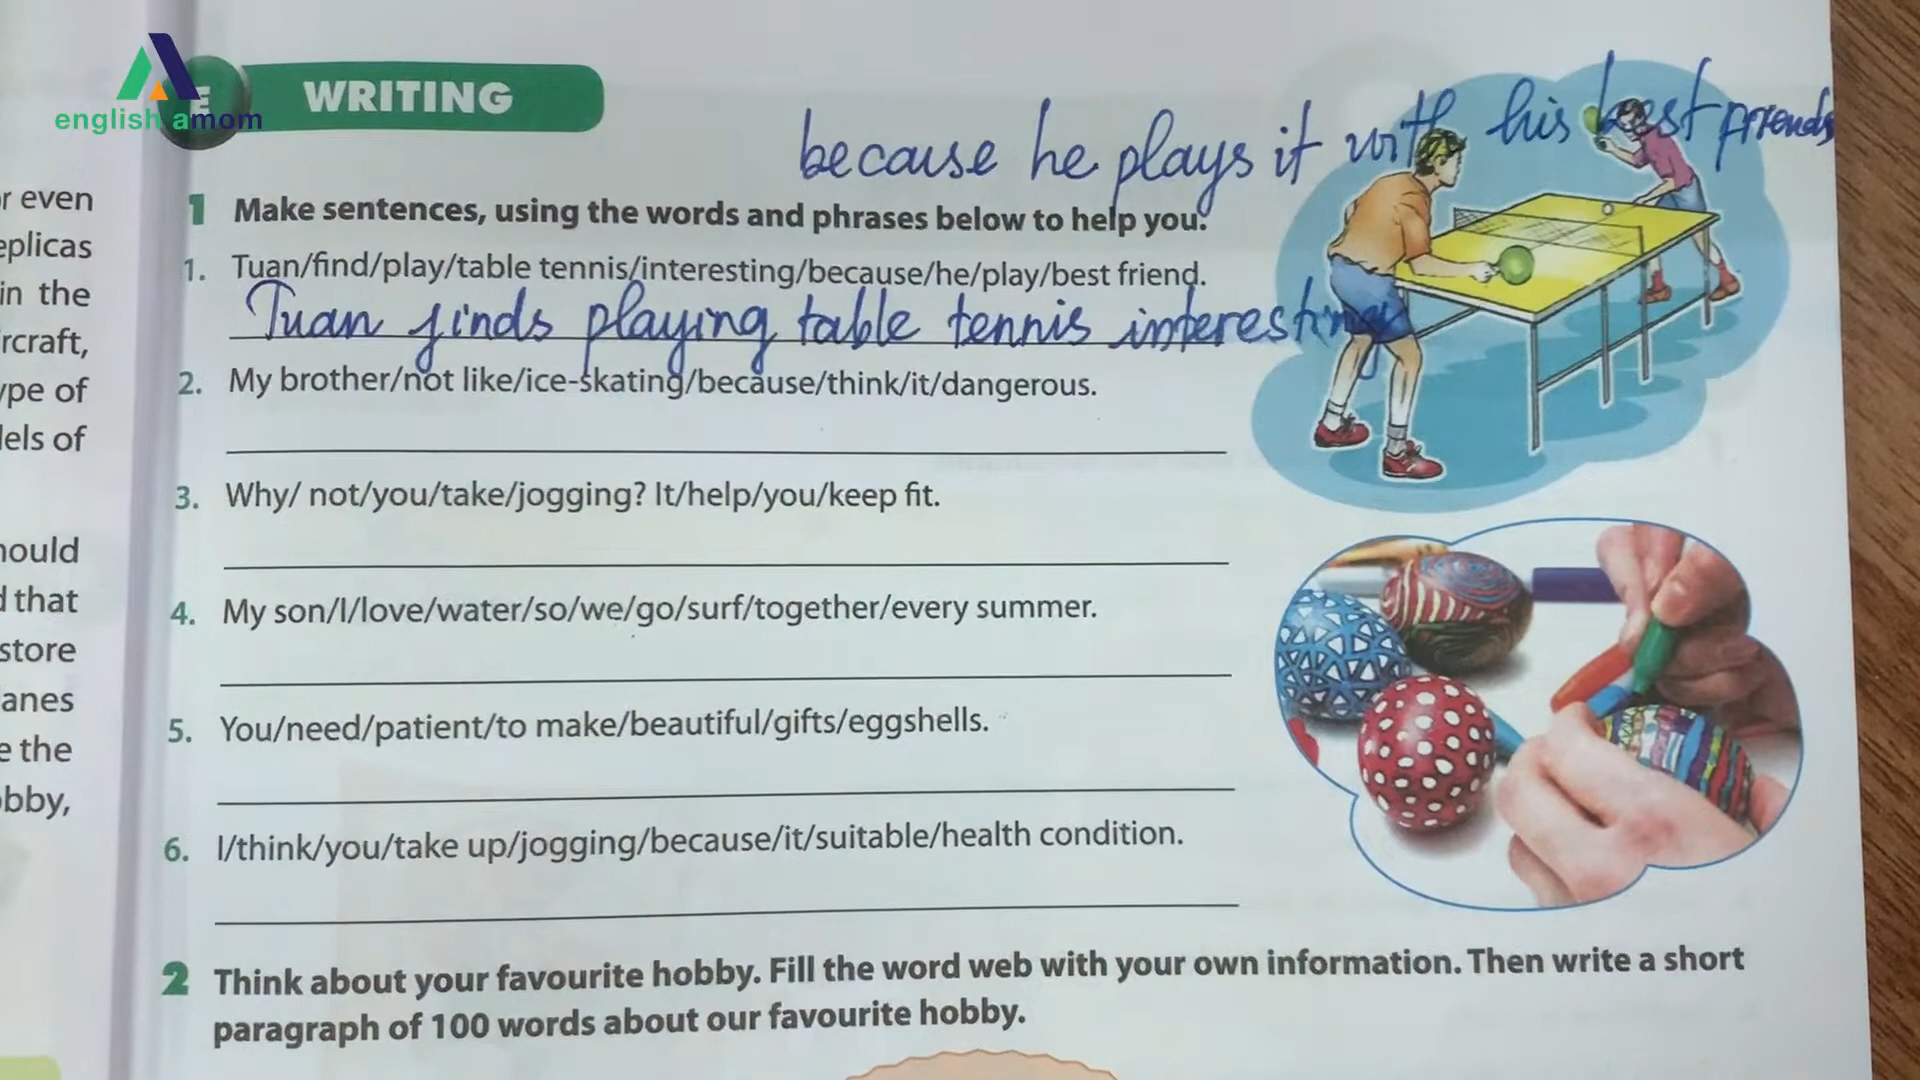 english amom
E WRITING
because he plays it with his best friends
r even
eplicas
in the
rcraft,
ype of
lels of
hould
d that
store
anes
e the
obby,
1 Make sentences, using the words and phrases below to help you.
1. Tuan/find/play/table tennis/interesting/because/he/play/best friend.
Tuan finds playing table tennis interesting
2. My brother/not like/ice-skating/because/think/it/dangerous.
3. Why/ not/you/take/jogging? It/help/you/keep fit.
4. My son/I/love/water/so/we/go/surf/together/every summer.
5. You/need/patient/to make/beautiful/gifts/eggshells.
6. I/think/you/take up/jogging/because/it/suitable/health condition.
2 Think about your favourite hobby. Fill the word web with your own information. Then write a short
paragraph of 100 words about our favourite hobby.